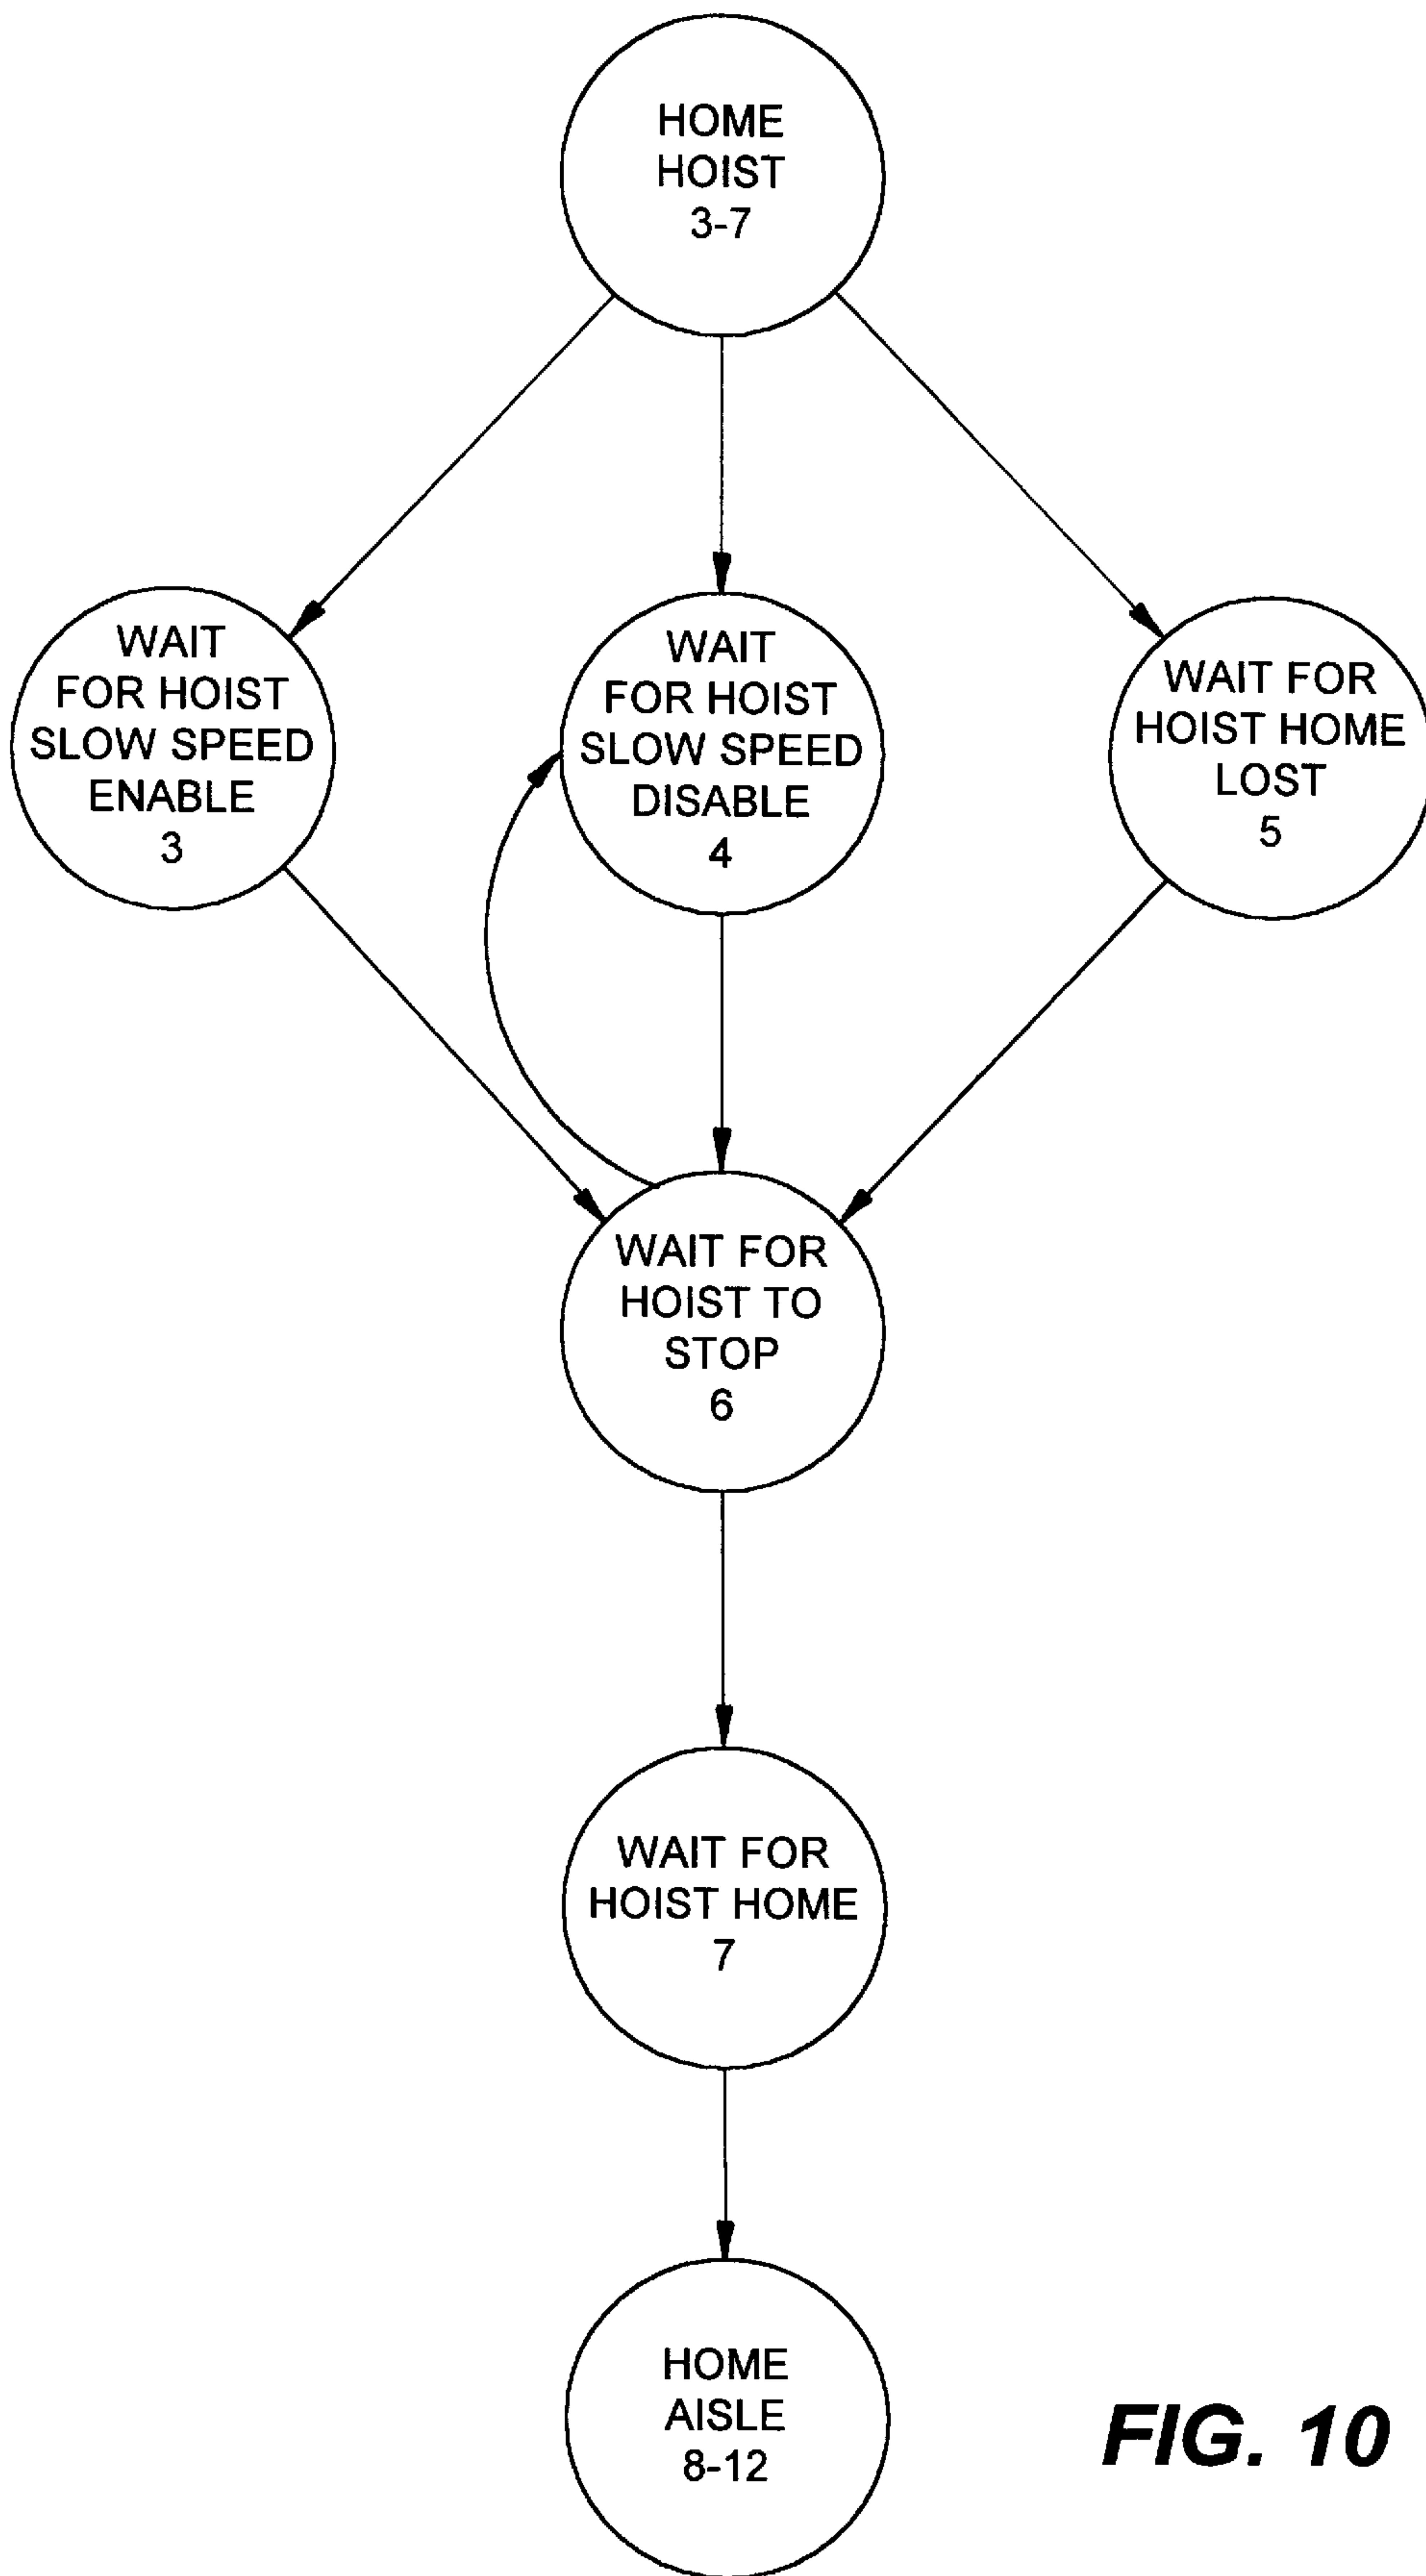 HOME
HOIST
3-7
WAIT
FOR HOIST
SLOW SPEED
ENABLE
3
WAIT
FOR HOIST
SLOW SPEED
DISABLE
4
WAIT FOR
HOIST HOME
LOST
5
WAIT FOR
HOIST TO
STOP
6
WAIT FOR
HOIST HOME
7
HOME
AISLE
8-12
FIG. 10